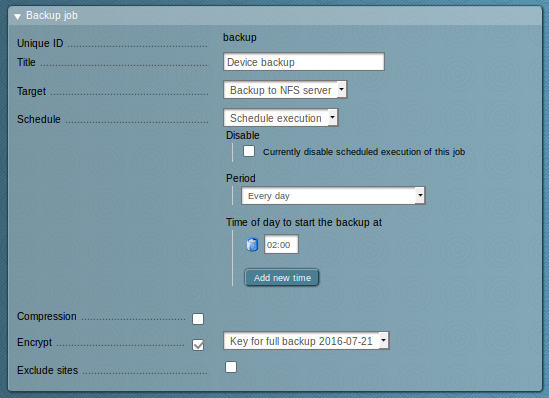 Backup job
Unique ID backup
Title Device backup
Target Backup to NFS server
Schedule Schedule execution
Disable
Currently disable scheduled execution of this job
Period
Every day
Time of day to start the backup at
02:00
Add new time
Compression
Encrypt Key for full backup 2016-07-21
Exclude sites